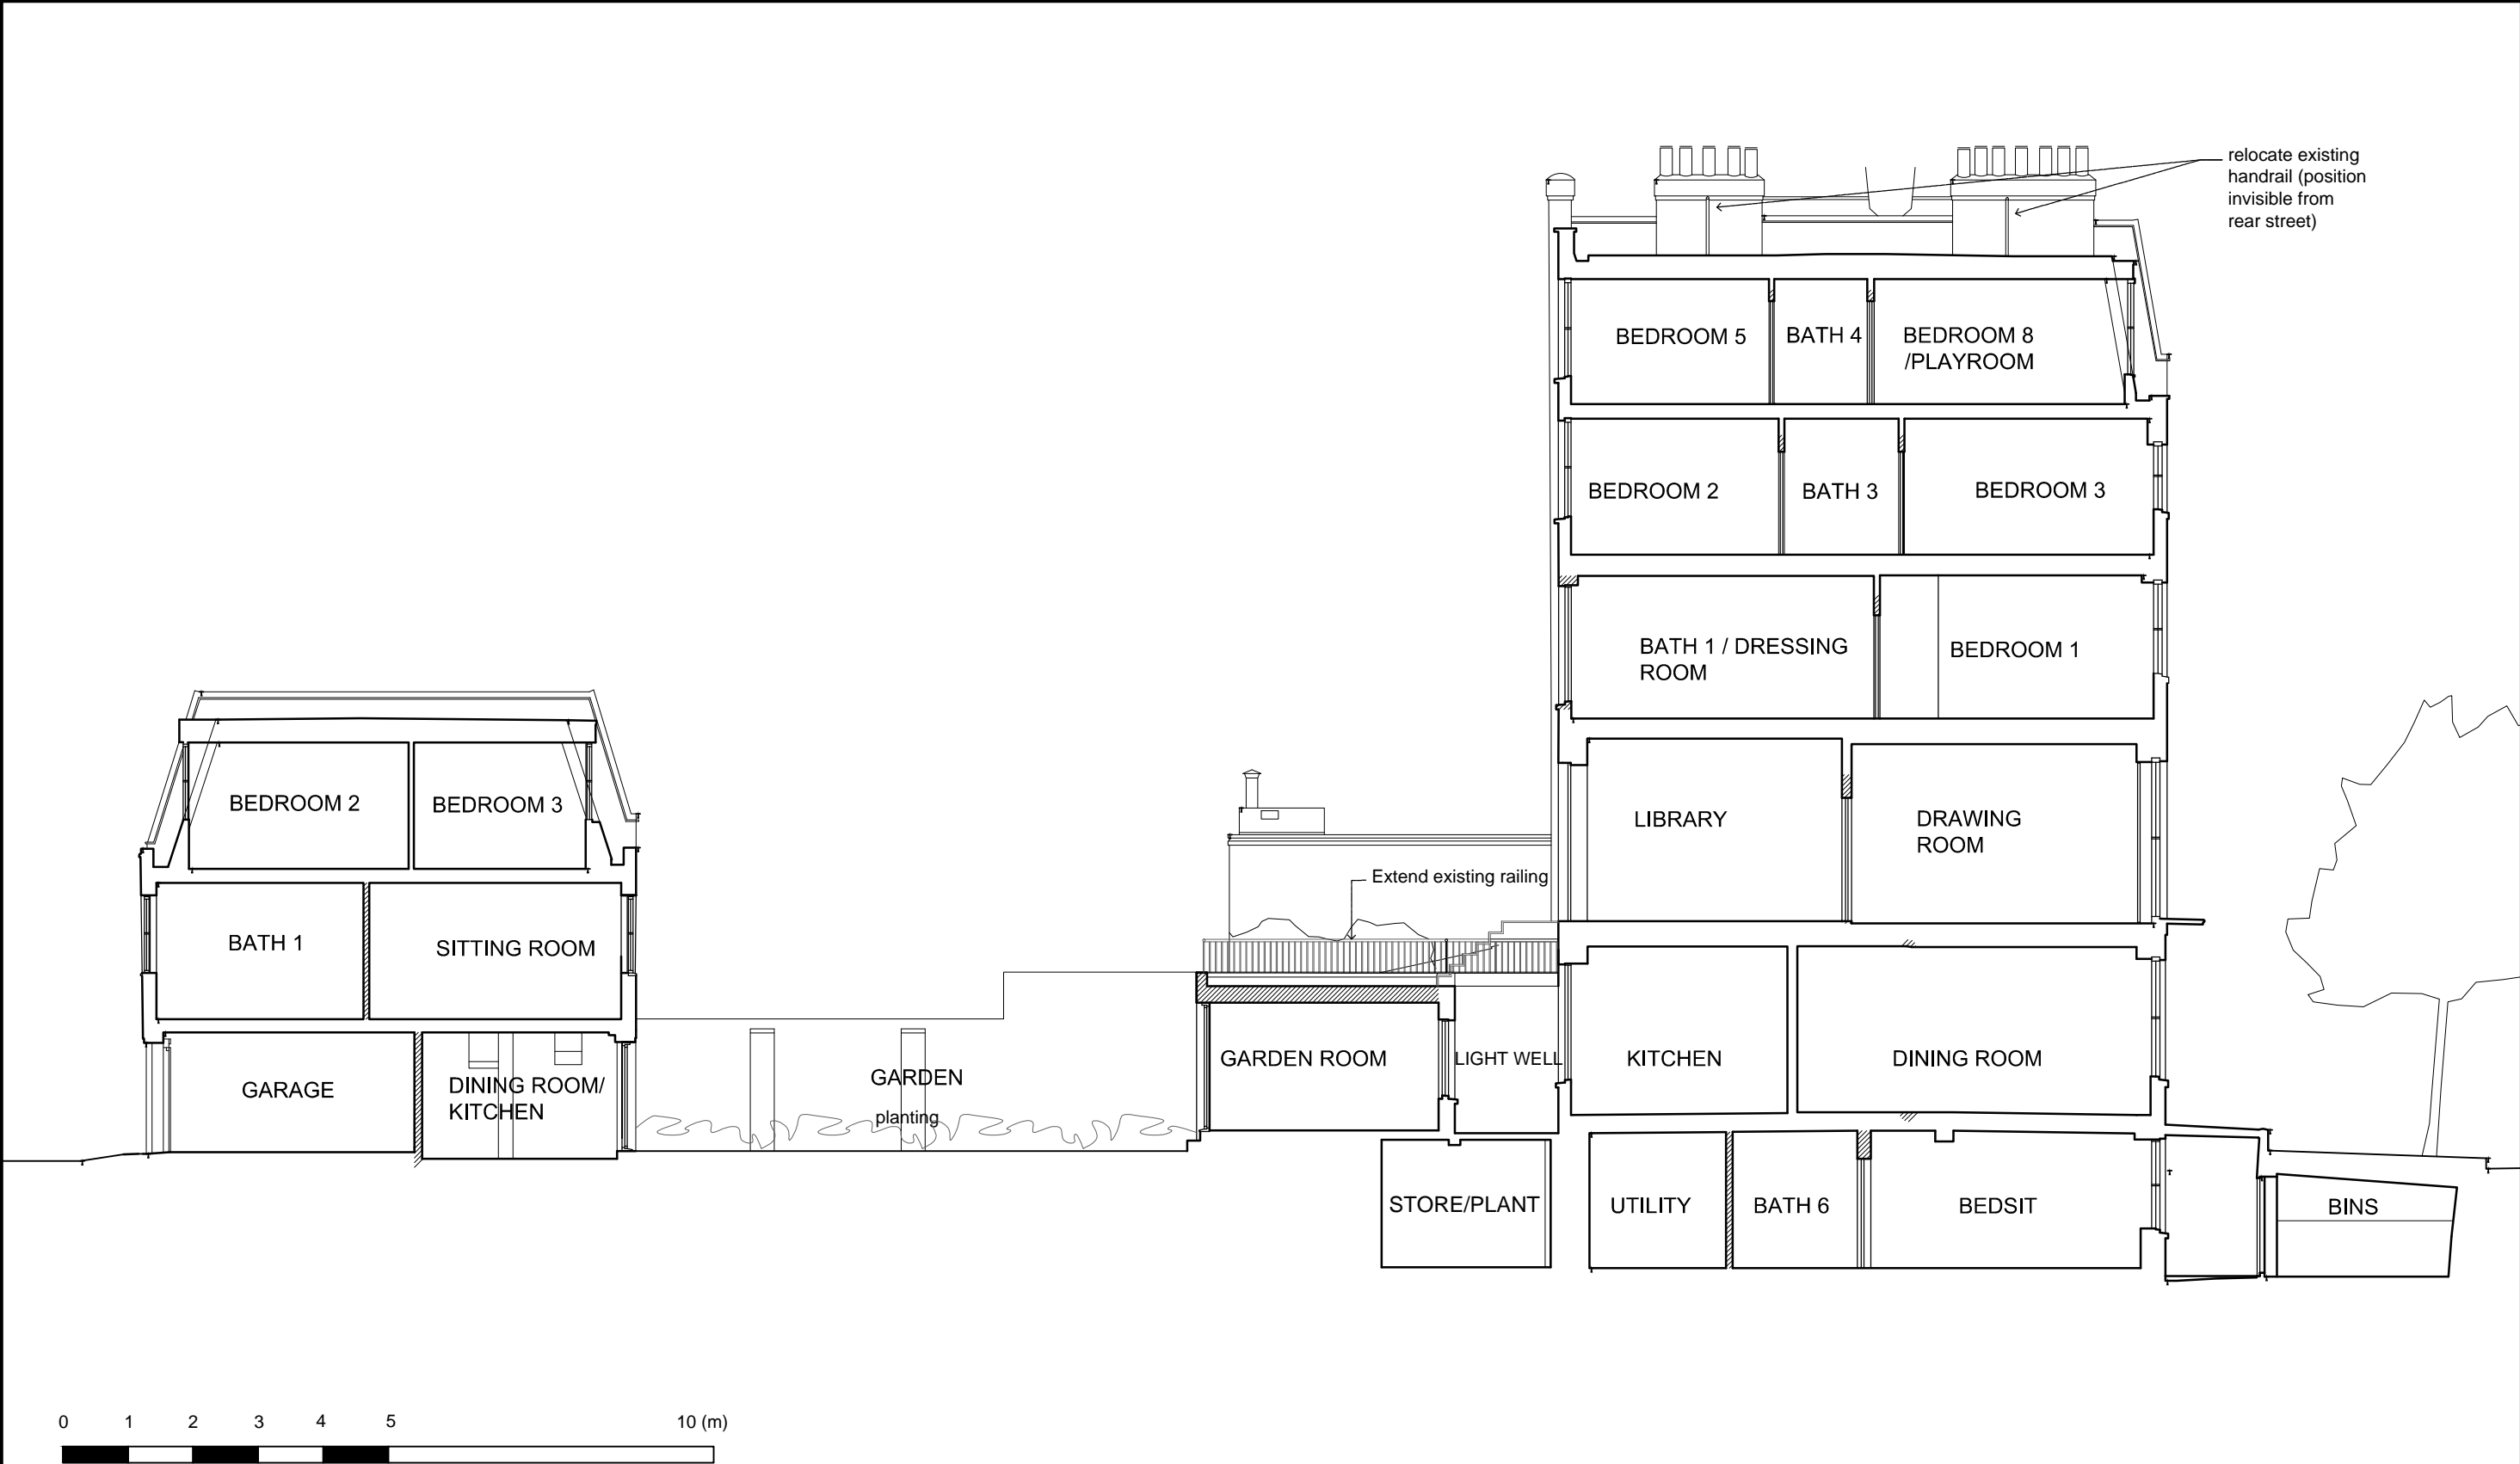 relocate existing
handrail (position
invisible from
rear street)
BEDROOM 5
BATH 4
BEDROOM 8
/PLAYROOM
BEDROOM 2
BATH 3
BEDROOM 3
BATH 1 / DRESSING
ROOM
BEDROOM 1
LIBRARY
DRAWING
ROOM
BEDROOM 2
BEDROOM 3
Extend existing railing
BATH 1
SITTING ROOM
GARAGE
DINING ROOM/
KITCHEN
GARDEN
planting
GARDEN ROOM
LIGHT WELL
KITCHEN
DINING ROOM
STORE/PLANT
UTILITY
BATH 6
BEDSIT
BINS
0 1 2 3 4 5 10 (m)